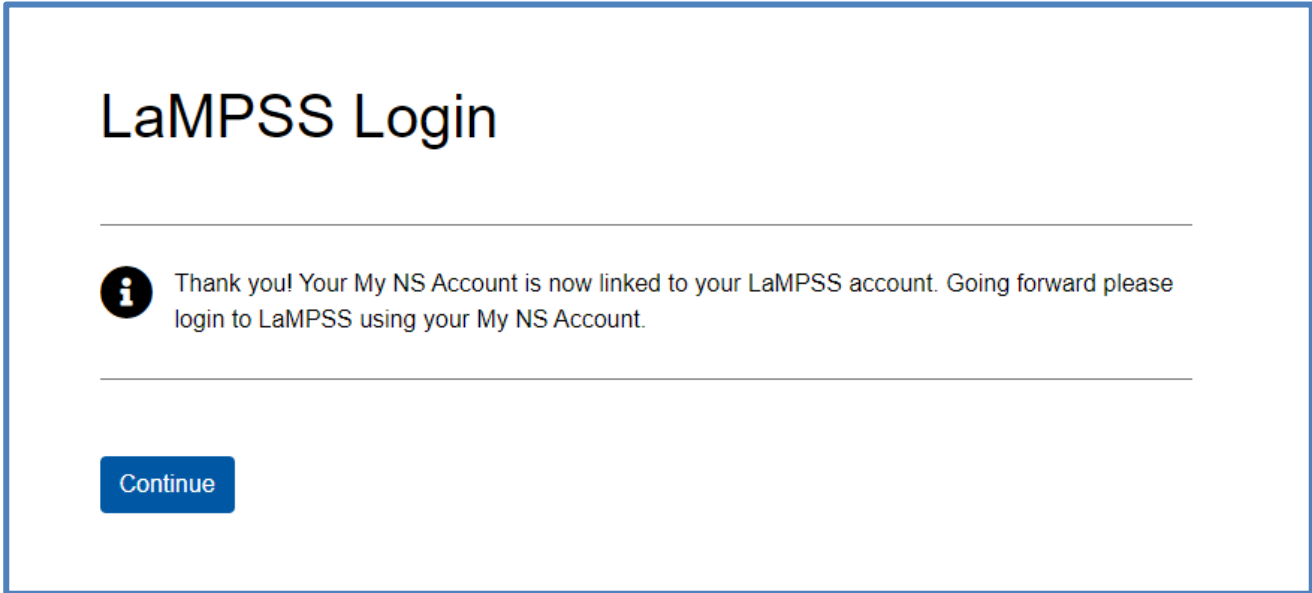 LaMPSS Login
Thank you! Your My NS Account is now linked to your LaMPSS account. Going forward please
login to LaMPSS using your My NS Account.
Continue